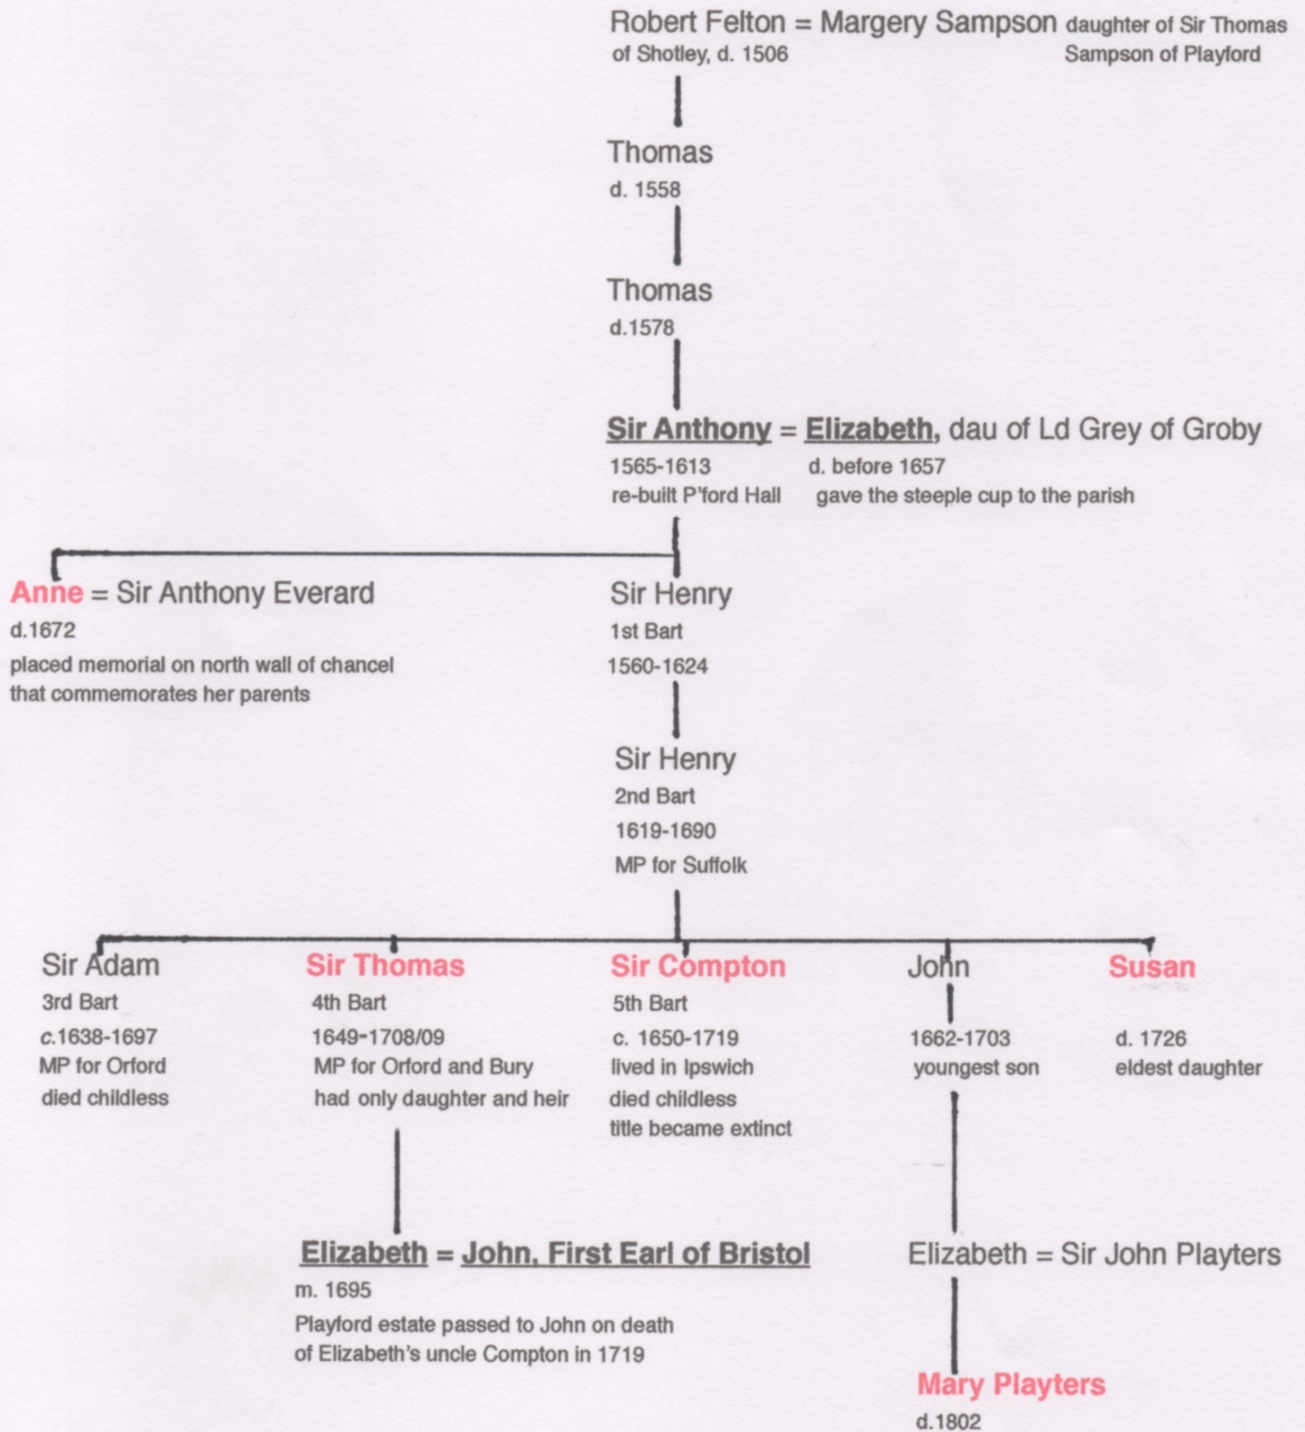 Robert Felton = Margery Sampson daughter of Sir Thomas
of Shotley, d. 1506 Sampson of Playford
Thomas
d. 1558
Thomas
d.1578
Sir Anthony = Elizabeth, dau of Ld Grey of Groby
1565-1613 d. before 1657
re-built P'ford Hall gave the steeple cup to the parish
Anne = Sir Anthony Everard
d.1672
placed memorial on north wall of chancel
that commemorates her parents
Sir Henry
1st Bart
1560-1624
Sir Henry
2nd Bart
1619-1690
MP for Suffolk
Sir Adam
3rd Bart
c.1638-1697
MP for Orford
died childless
Sir Thomas
4th Bart
1649-1708/09
MP for Orford and Bury
had only daughter and heir
Sir Compton
5th Bart
c. 1650-1719
lived in Ipswich
died childless
title became extinct
John
1662-1703
youngest son
Susan
d. 1726
eldest daughter
Elizabeth = John, First Earl of Bristol
m. 1695
Playford estate passed to John on death
of Elizabeth's uncle Compton in 1719
Elizabeth = Sir John Playters
Mary Playters
d.1802